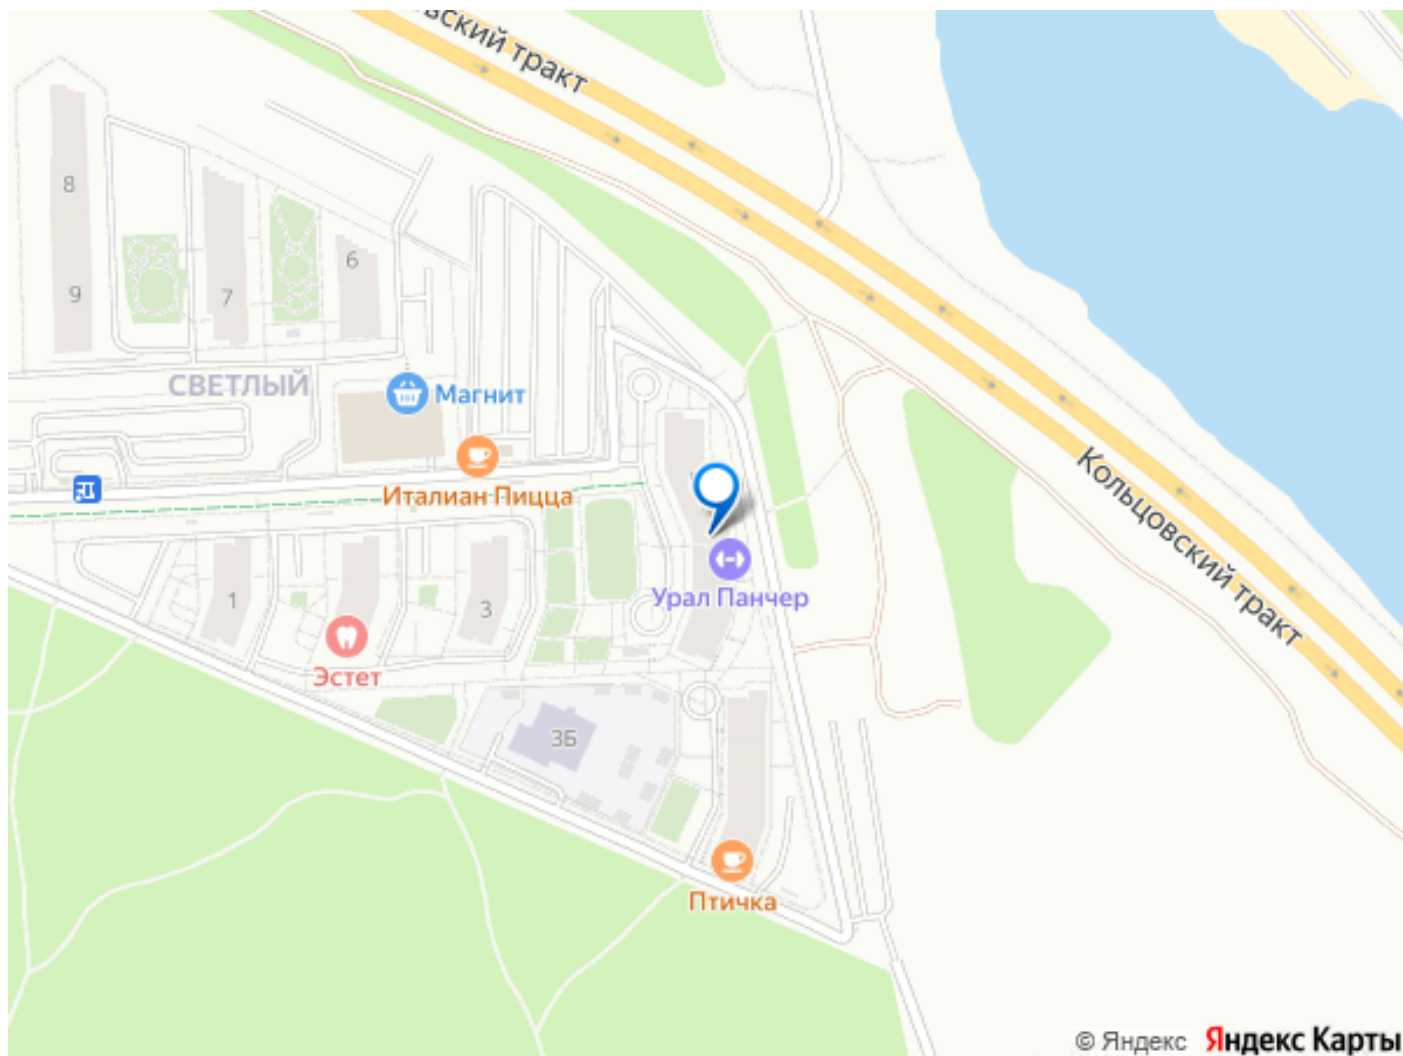 вский тракт
8
6
9
7
СВЕТЛЫЙ
Магнит
Италиан Пицца
Кольцовский тракт
1
3
Урал Панчер
Эстет
3Б
Птичка
© Яндекс Яндекс Карты